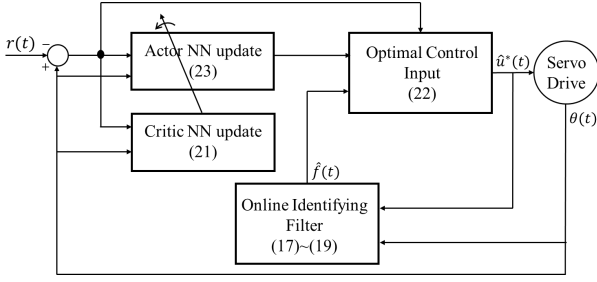 r(t)
−
+
Actor NN update
(23)
Critic NN update
(21)
Optimal Control
Input
(22)
û*(t)
Servo
Drive
θ(t)
f̂(t)
Online Identifying
Filter
(17)~(19)